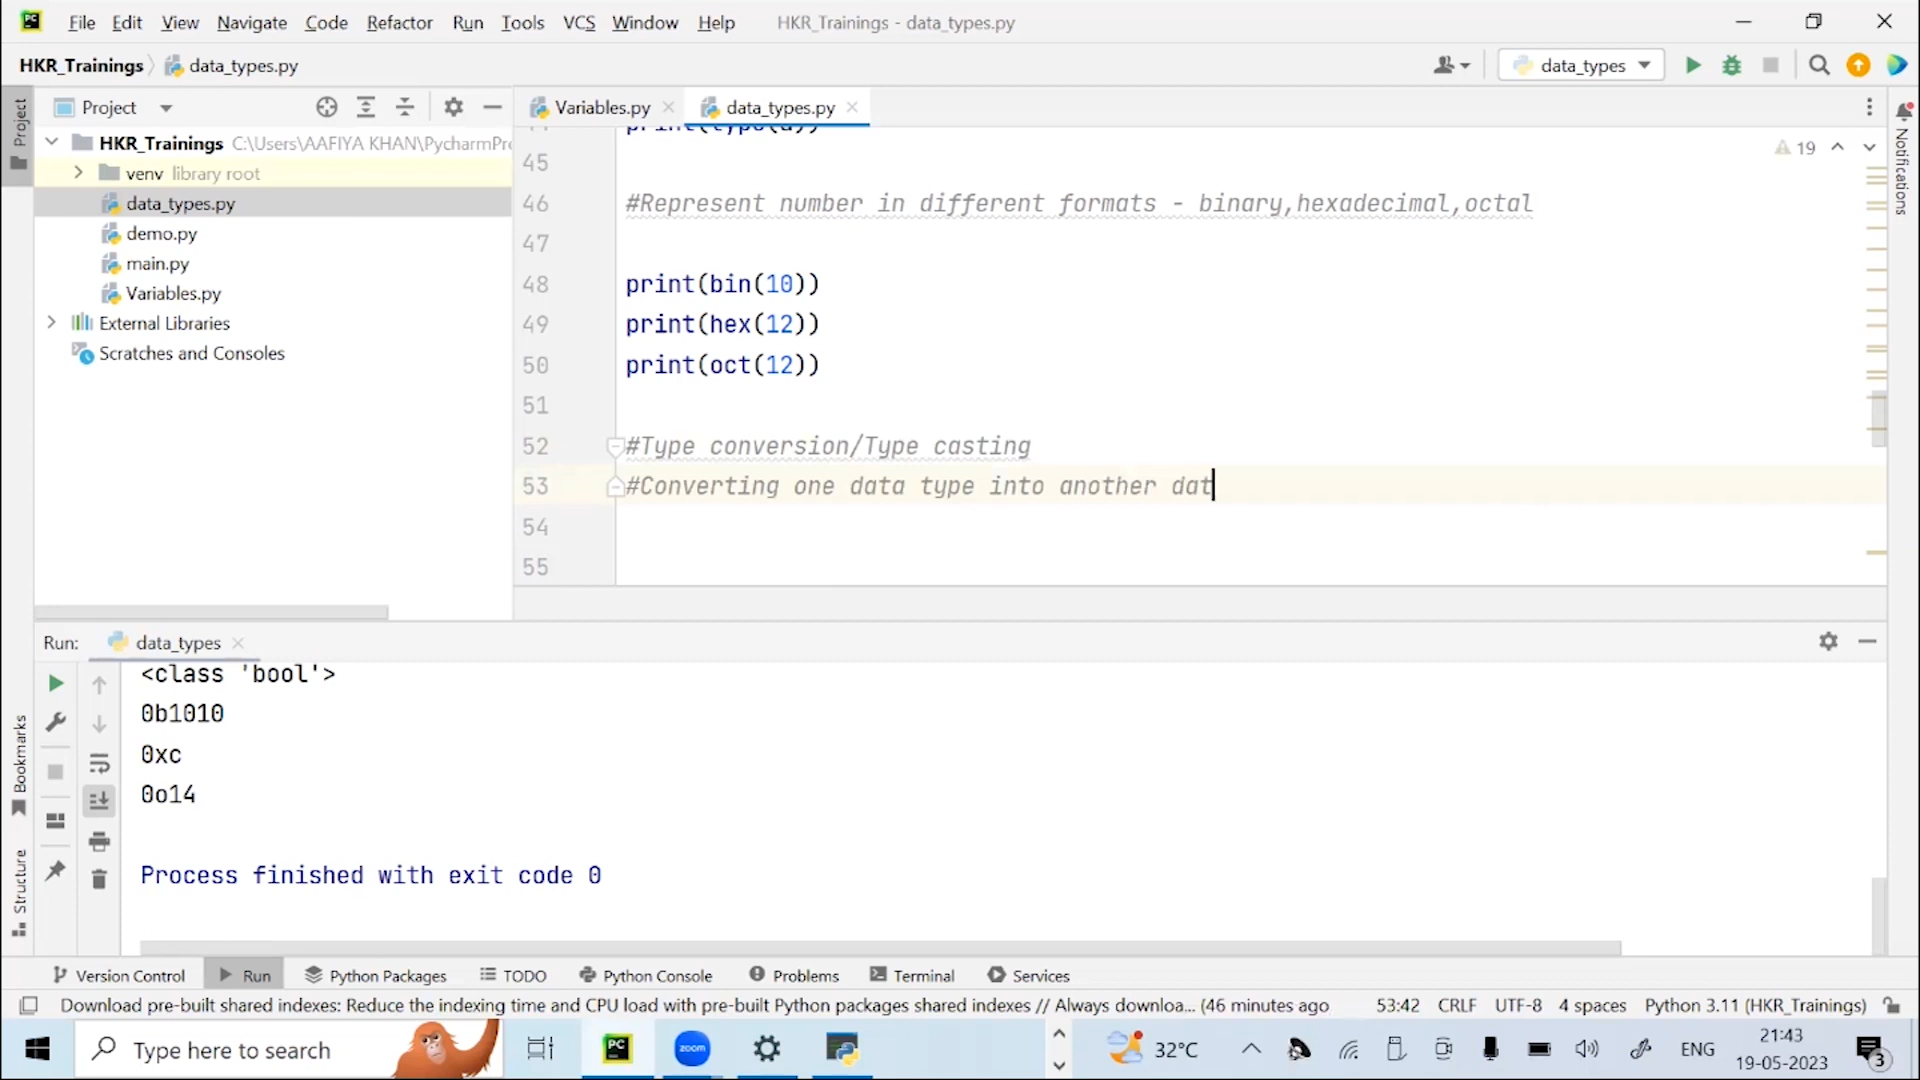 File Edit View Navigate Code Refactor Run Tools VCS Window Help HKR_Trainings - data_types.py
HKR_Trainings data_types.py data_types
Project
Project
Variables.py
data_types.py
HKR_Trainings C:\Users\AAFIYA KHAN\PycharmPr
venv library root
data_types.py
demo.py
main.py
Variables.py
External Libraries
Scratches and Consoles
19
Notifications
45
46 #Represent number in different formats - binary,hexadecimal,octal
47
48 print(bin(10))
49 print(hex(12))
50 print(oct(12))
51
52 #Type conversion/Type casting
53 #Converting one data type into another dat
54
55
Run: data_types
<class 'bool'>
0b1010
0xc
0o14
Process finished with exit code 0
Bookmarks
Structure
Version Control Run Python Packages TODO Python Console Problems Terminal Services
Download pre-built shared indexes: Reduce the indexing time and CPU load with pre-built Python packages shared indexes // Always downloa... (46 minutes ago 53:42 CRLF UTF-8 4 spaces Python 3.11 (HKR_Trainings)
PC
Type here to search
PC
zoom
32°C
ENG
21:43
19-05-2023
3